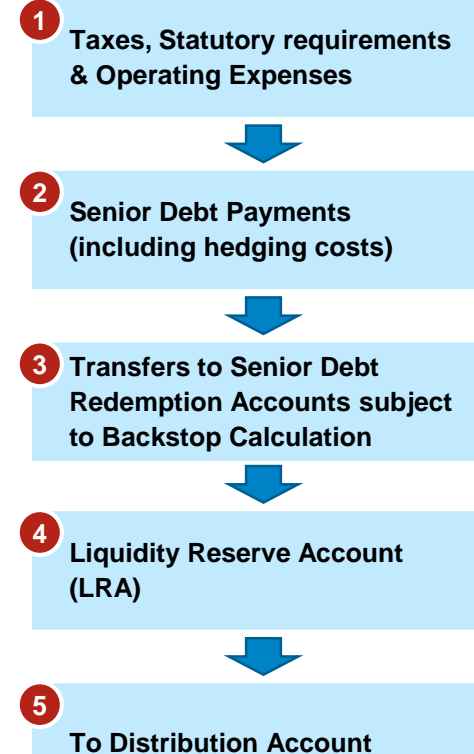 1
Taxes, Statutory requirements
& Operating Expenses
2
Senior Debt Payments
(including hedging costs)
3
Transfers to Senior Debt
Redemption Accounts subject
to Backstop Calculation
4
Liquidity Reserve Account
(LRA)
5
To Distribution Account